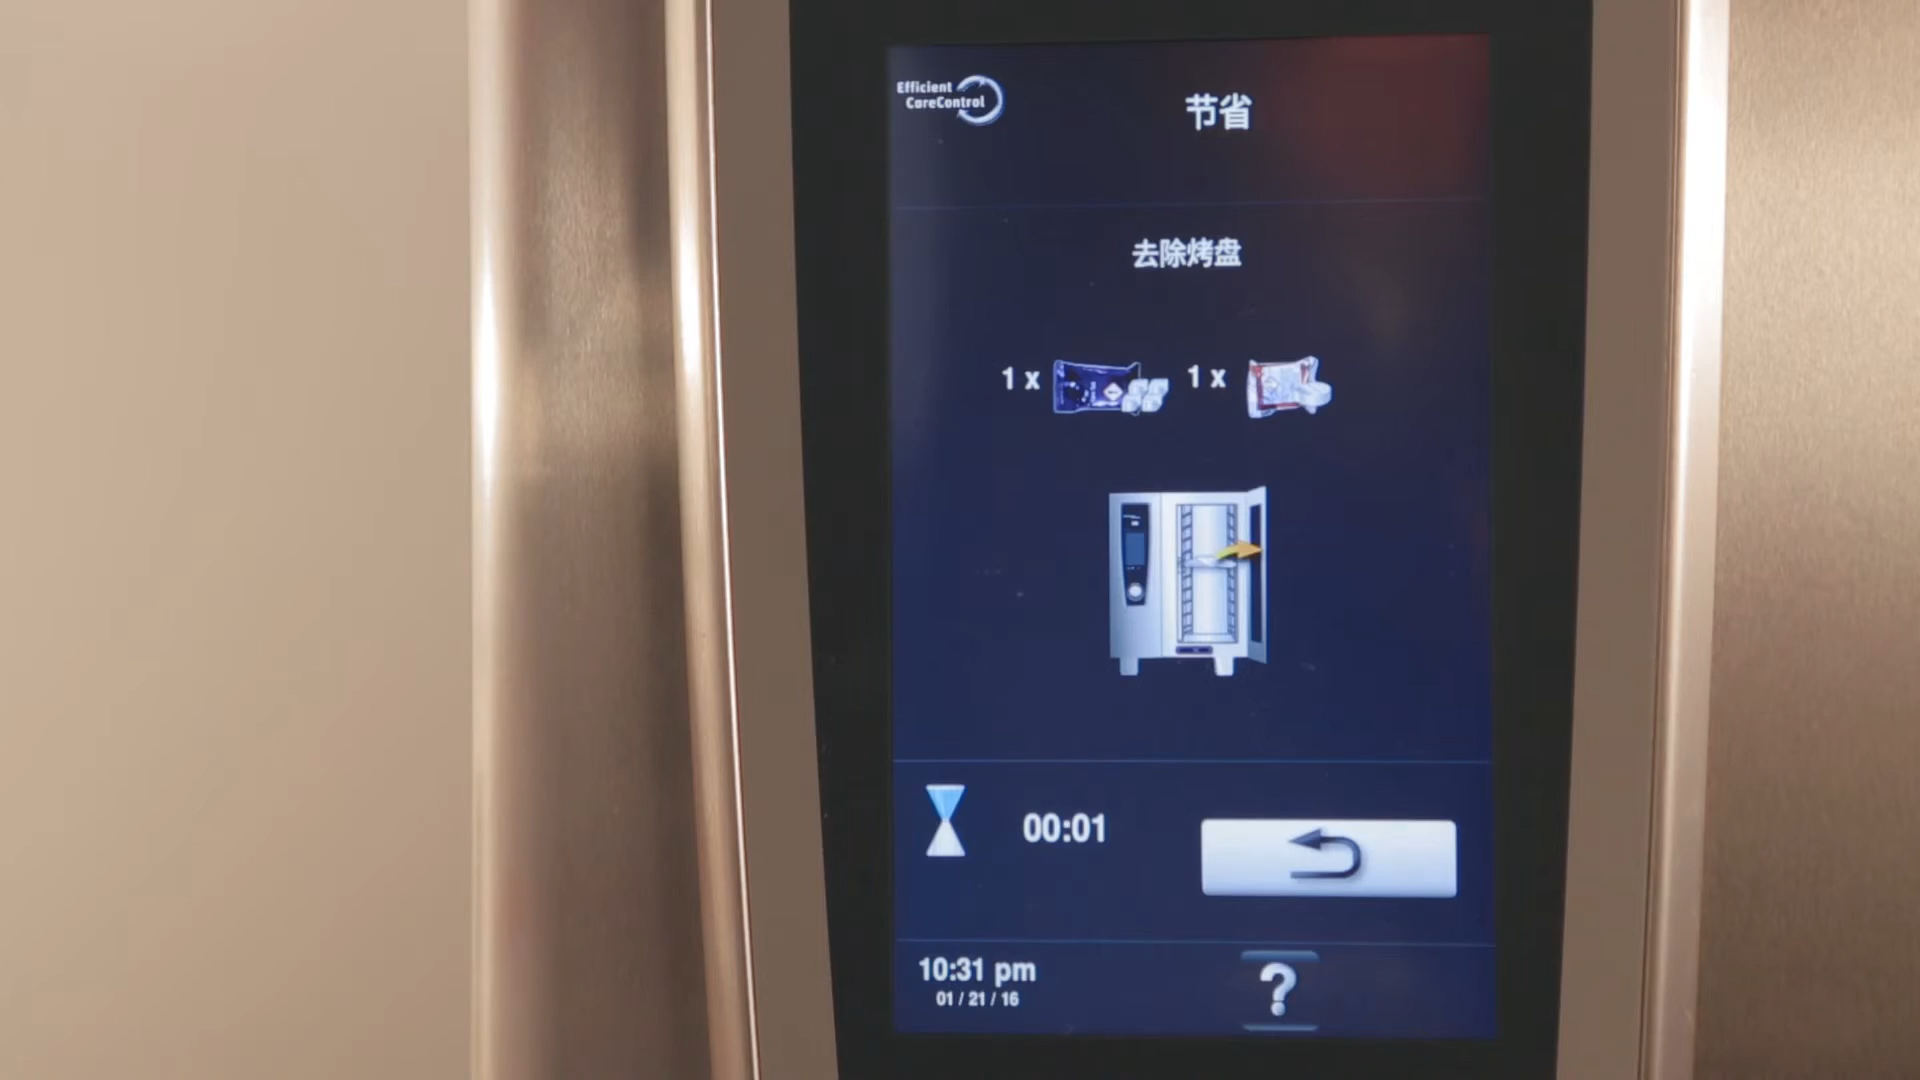 Efficient
CareControl
节省
去除烤盘
1 x
1 x
00:01
10:31 pm
01 / 21 / 16
?